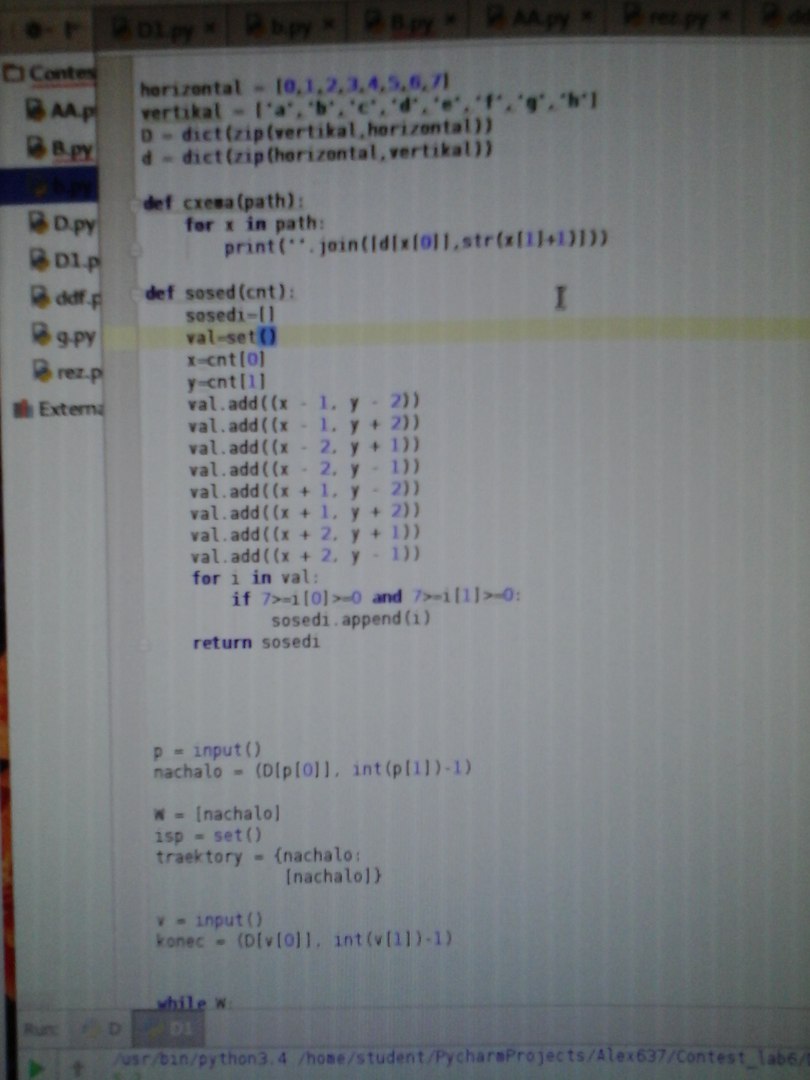 D1.py × b.py × B.py × AA.py × rez.py ×
Contes
AA.p
B.py
b.py
D.py
D1.p
ddf.p
g.py
rez.p
Externa
horizontal = [0,1,2,3,4,5,6,7]
vertikal = ['a','b','c','d','e','f','g','h']
D = dict(zip(vertikal,horizontal))
d = dict(zip(horizontal,vertikal))
def cxema(path):
for x in path:
print(''.join([d[x[0]],str(x[1]+1)]))
def sosed(cnt):
sosedi=[]
val=set()
x=cnt[0]
y=cnt[1]
val.add((x - 1, y - 2))
val.add((x - 1, y + 2))
val.add((x - 2, y + 1))
val.add((x - 2, y - 1))
val.add((x + 1, y - 2))
val.add((x + 1, y + 2))
val.add((x + 2, y + 1))
val.add((x + 2, y - 1))
for i in val:
if 7>=i[0]>=0 and 7>=i[1]>=0:
sosedi.append(i)
return sosedi
p = input()
nachalo = (D[p[0]], int(p[1])-1)
W = [nachalo]
isp = set()
traektory = {nachalo:
[nachalo]}
v = input()
konec = (D[v[0]], int(v[1])-1)
while W:
Run: D D1
/usr/bin/python3.4 /home/student/PycharmProjects/Alex637/Contest_lab6/